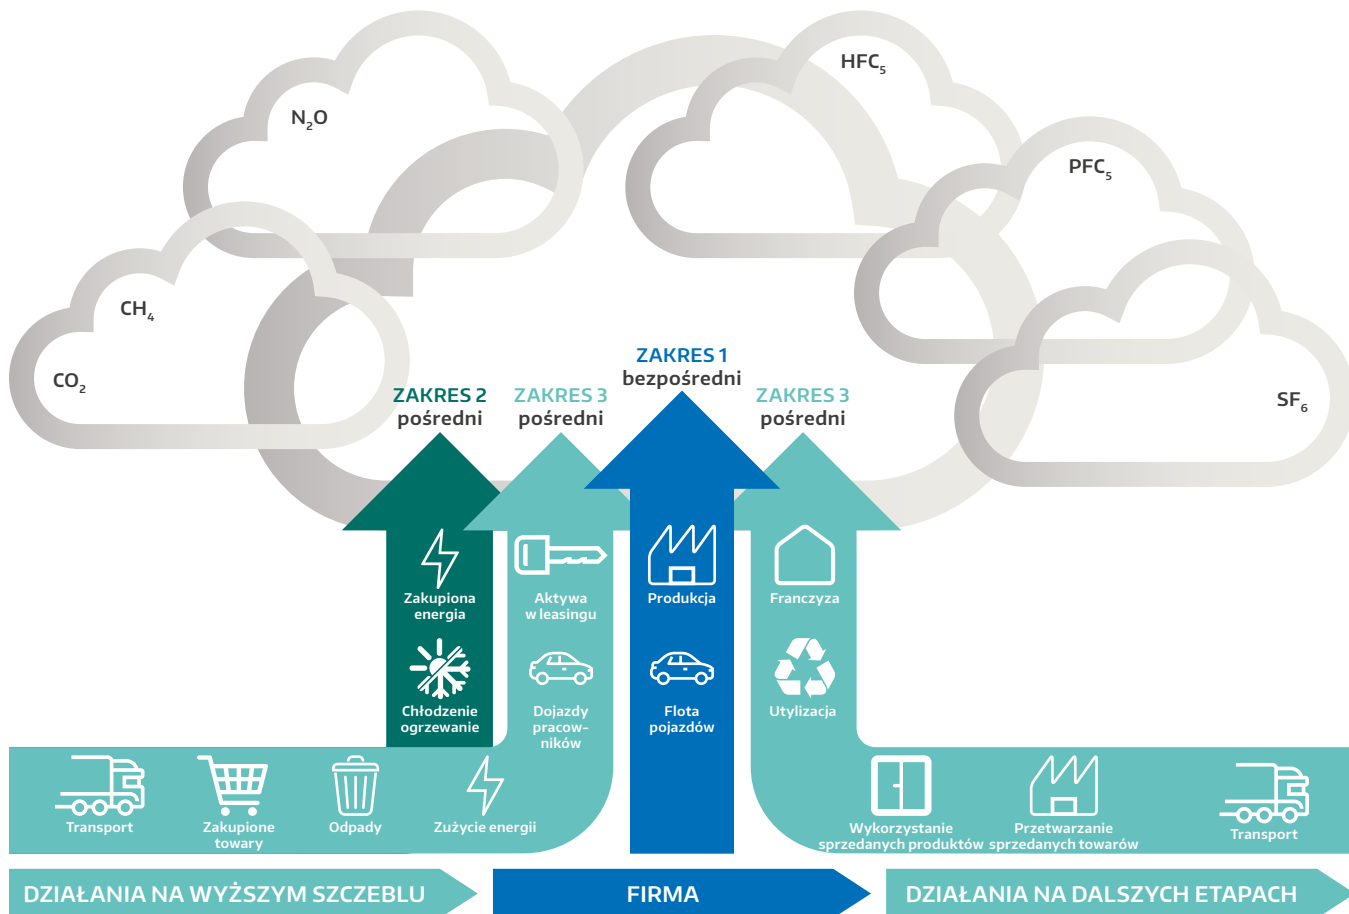 HFC₅
N₂O
PFC₅
CH₄
CO₂
SF₆
ZAKRES 2
pośredni
ZAKRES 3
pośredni
ZAKRES 1
bezpośredni
ZAKRES 3
pośredni
Zakupiona
energia
Aktywa
w leasingu
Produkcja
Franczyza
Chłodzenie
ogrzewanie
Dojazdy
pracow-
ników
Flota
pojazdów
Utylizacja
Transport
Zakupione
towary
Odpady
Zużycie energii
Wykorzystanie
sprzedanych produktów
Przetwarzanie
sprzedanych towarów
Transport
DZIAŁANIA NA WYŻSZYM SZCZEBLU
FIRMA
DZIAŁANIA NA DALSZYCH ETAPACH